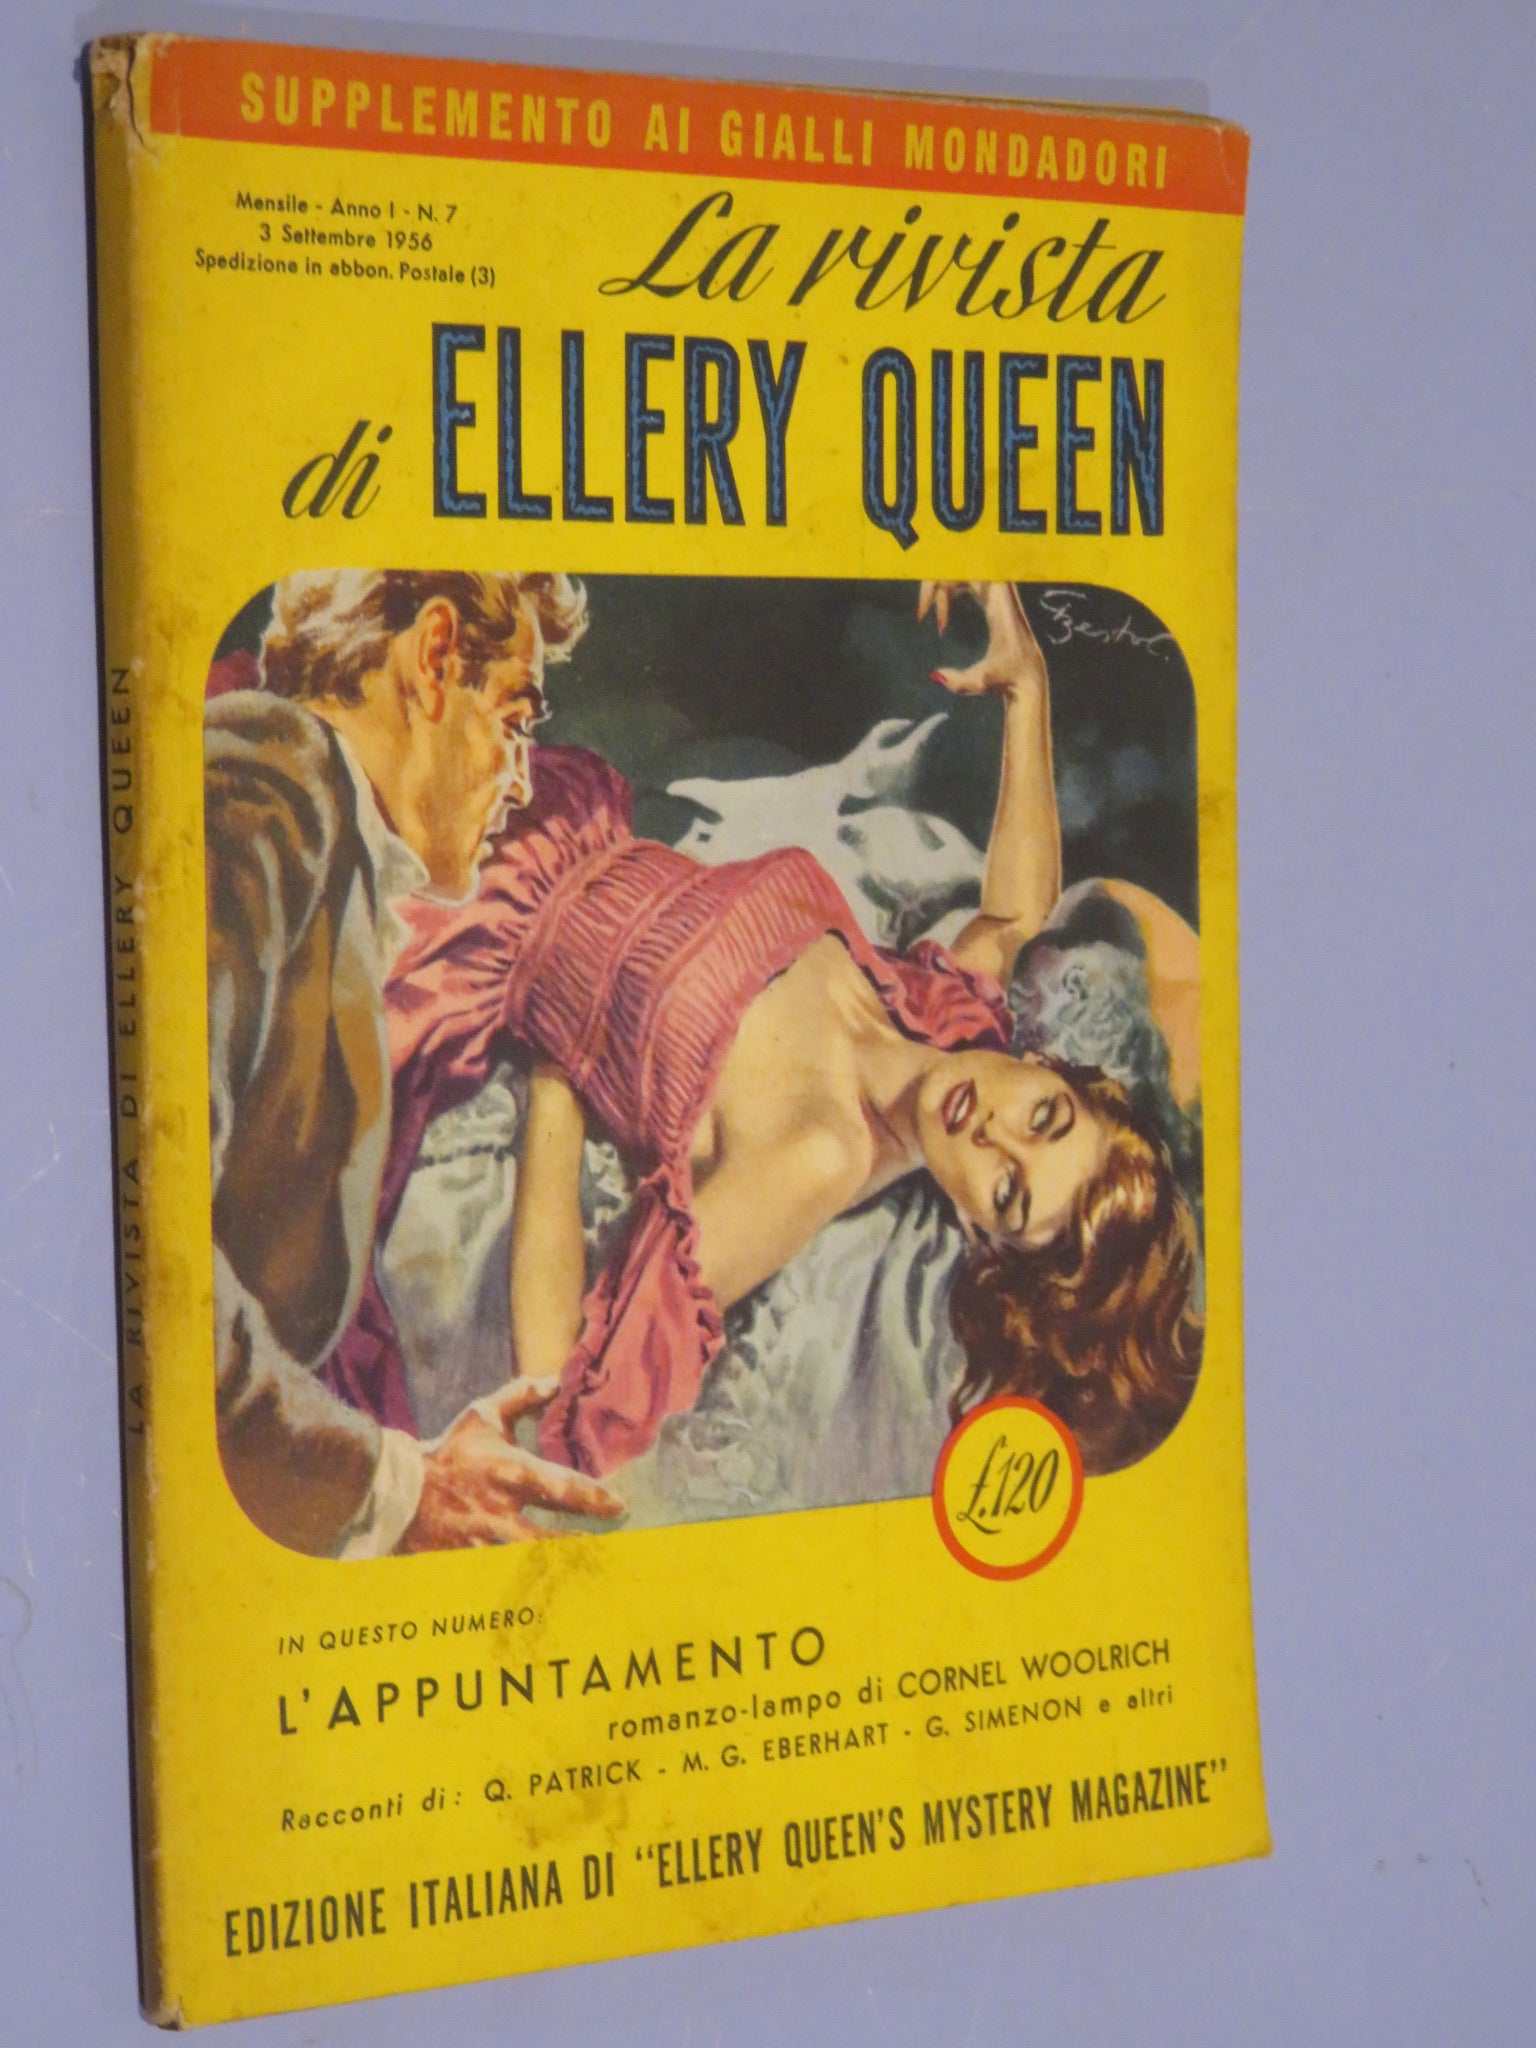 SUPPLEMENTO AI GIALLI MONDADORI
Mensile - Anno I - N. 7
3 Settembre 1956
Spedizione in abbon. Postale (3)
La rivista
di ELLERY QUEEN
LA RIVISTA DI ELLERY QUEEN
£.120
IN QUESTO NUMERO:
L'APPUNTAMENTO
romanzo-lampo di CORNEL WOOLRICH
Racconti di: Q. PATRICK - M. G. EBERHART - G. SIMENON e altri
EDIZIONE ITALIANA DI “ELLERY QUEEN'S MYSTERY MAGAZINE”